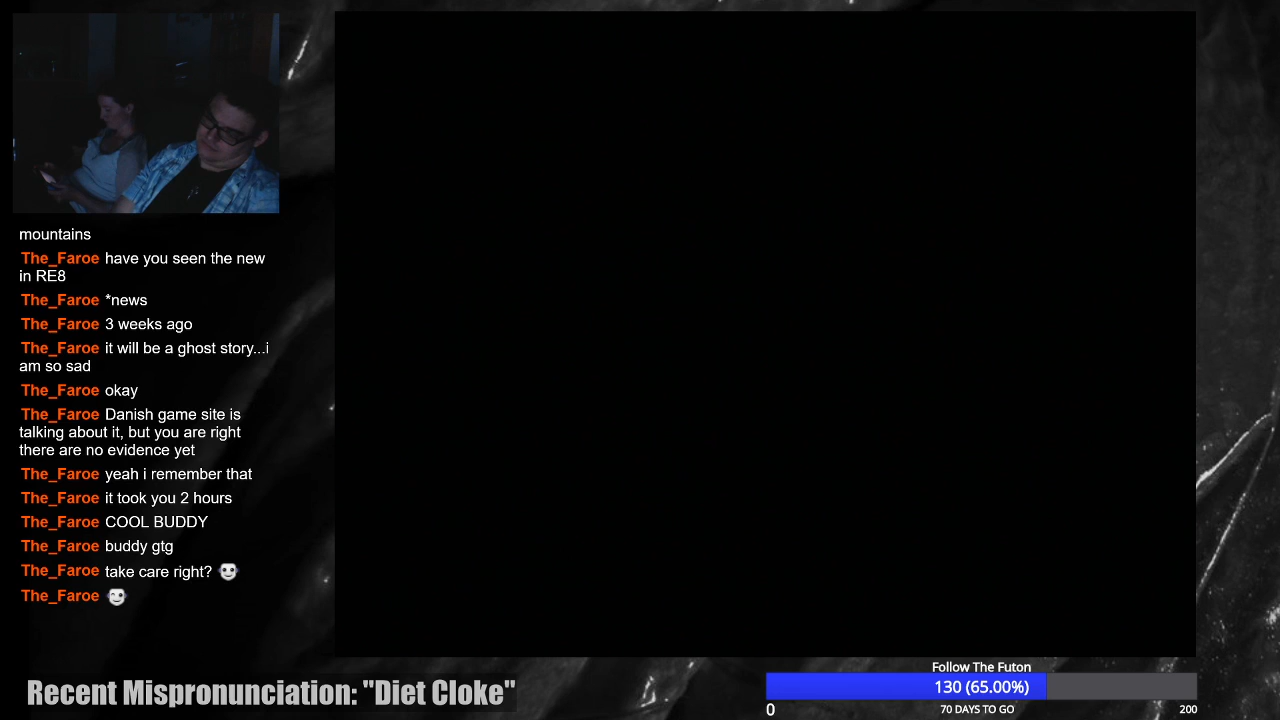 mountains
The_Faroe have you seen the new
in RE8
The_Faroe *news
The_Faroe 3 weeks ago
The_Faroe it will be a ghost story...i
am so sad
The_Faroe okay
The_Faroe Danish game site is
talking about it, but you are right
there are no evidence yet
The_Faroe yeah i remember that
The_Faroe it took you 2 hours
The_Faroe COOL BUDDY
The_Faroe buddy gtg
The_Faroe take care right?
The_Faroe
Recent Mispronunciation: "Diet Cloke"
Follow The Futon
130 (65.00%)
0 70 DAYS TO GO 200